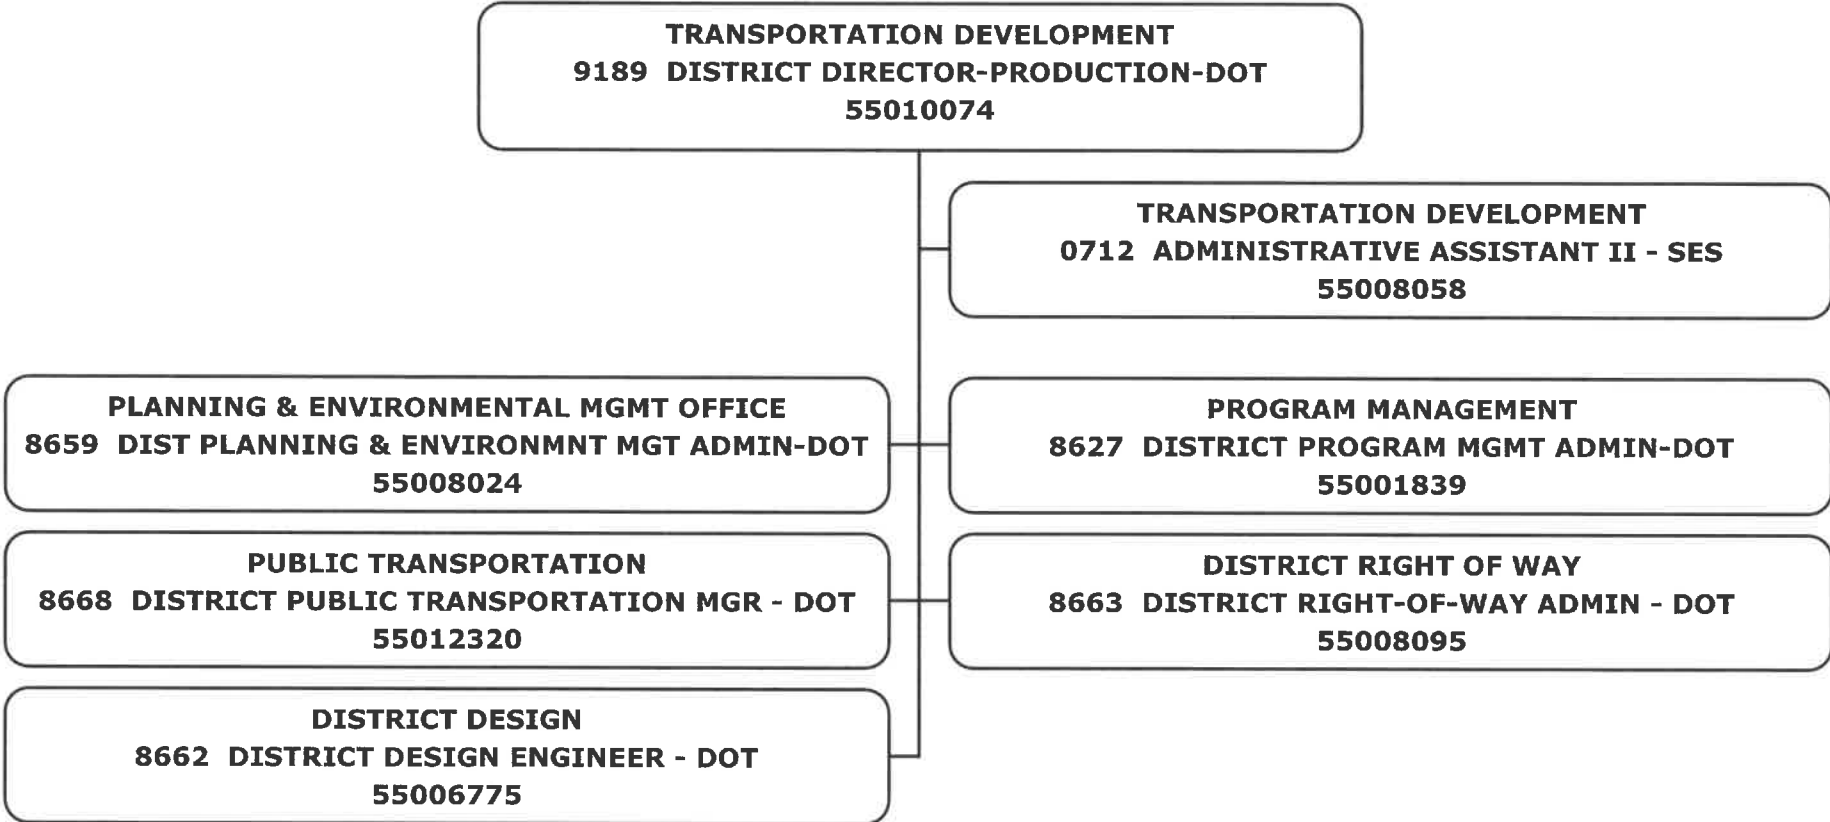 TRANSPORTATION DEVELOPMENT
9189 DISTRICT DIRECTOR-PRODUCTION-DOT
55010074
TRANSPORTATION DEVELOPMENT
0712 ADMINISTRATIVE ASSISTANT II - SES
55008058
PLANNING & ENVIRONMENTAL MGMT OFFICE
8659 DIST PLANNING & ENVIRONMNT MGT ADMIN-DOT
55008024
PROGRAM MANAGEMENT
8627 DISTRICT PROGRAM MGMT ADMIN-DOT
55001839
PUBLIC TRANSPORTATION
8668 DISTRICT PUBLIC TRANSPORTATION MGR - DOT
55012320
DISTRICT RIGHT OF WAY
8663 DISTRICT RIGHT-OF-WAY ADMIN - DOT
55008095
DISTRICT DESIGN
8662 DISTRICT DESIGN ENGINEER - DOT
55006775